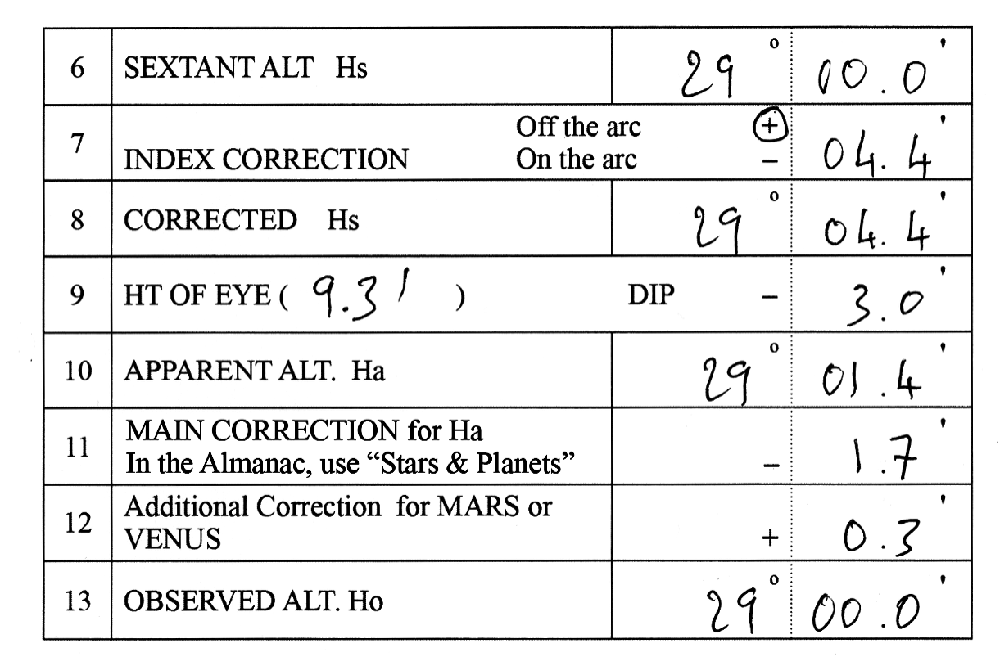 6 SEXTANT ALT Hs 29° 00.0'
7 INDEX CORRECTION Off the arc + 04.4'
On the arc –
8 CORRECTED Hs 29° 04.4'
9 HT OF EYE ( 9.3' ) DIP – 3.0'
10 APPARENT ALT. Ha 29° 01.4'
11 MAIN CORRECTION for Ha
In the Almanac, use “Stars & Planets” – 1.7'
12 Additional Correction for MARS or
VENUS + 0.3'
13 OBSERVED ALT. Ho 29° 00.0'